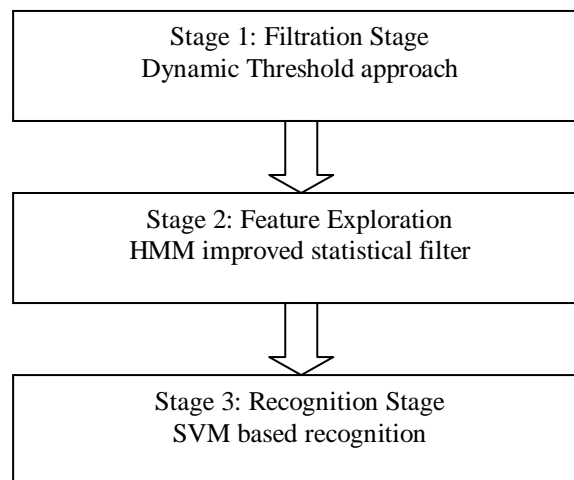 Stage 1: Filtration Stage
Dynamic Threshold approach
Stage 2: Feature Exploration
HMM improved statistical filter
Stage 3: Recognition Stage
SVM based recognition